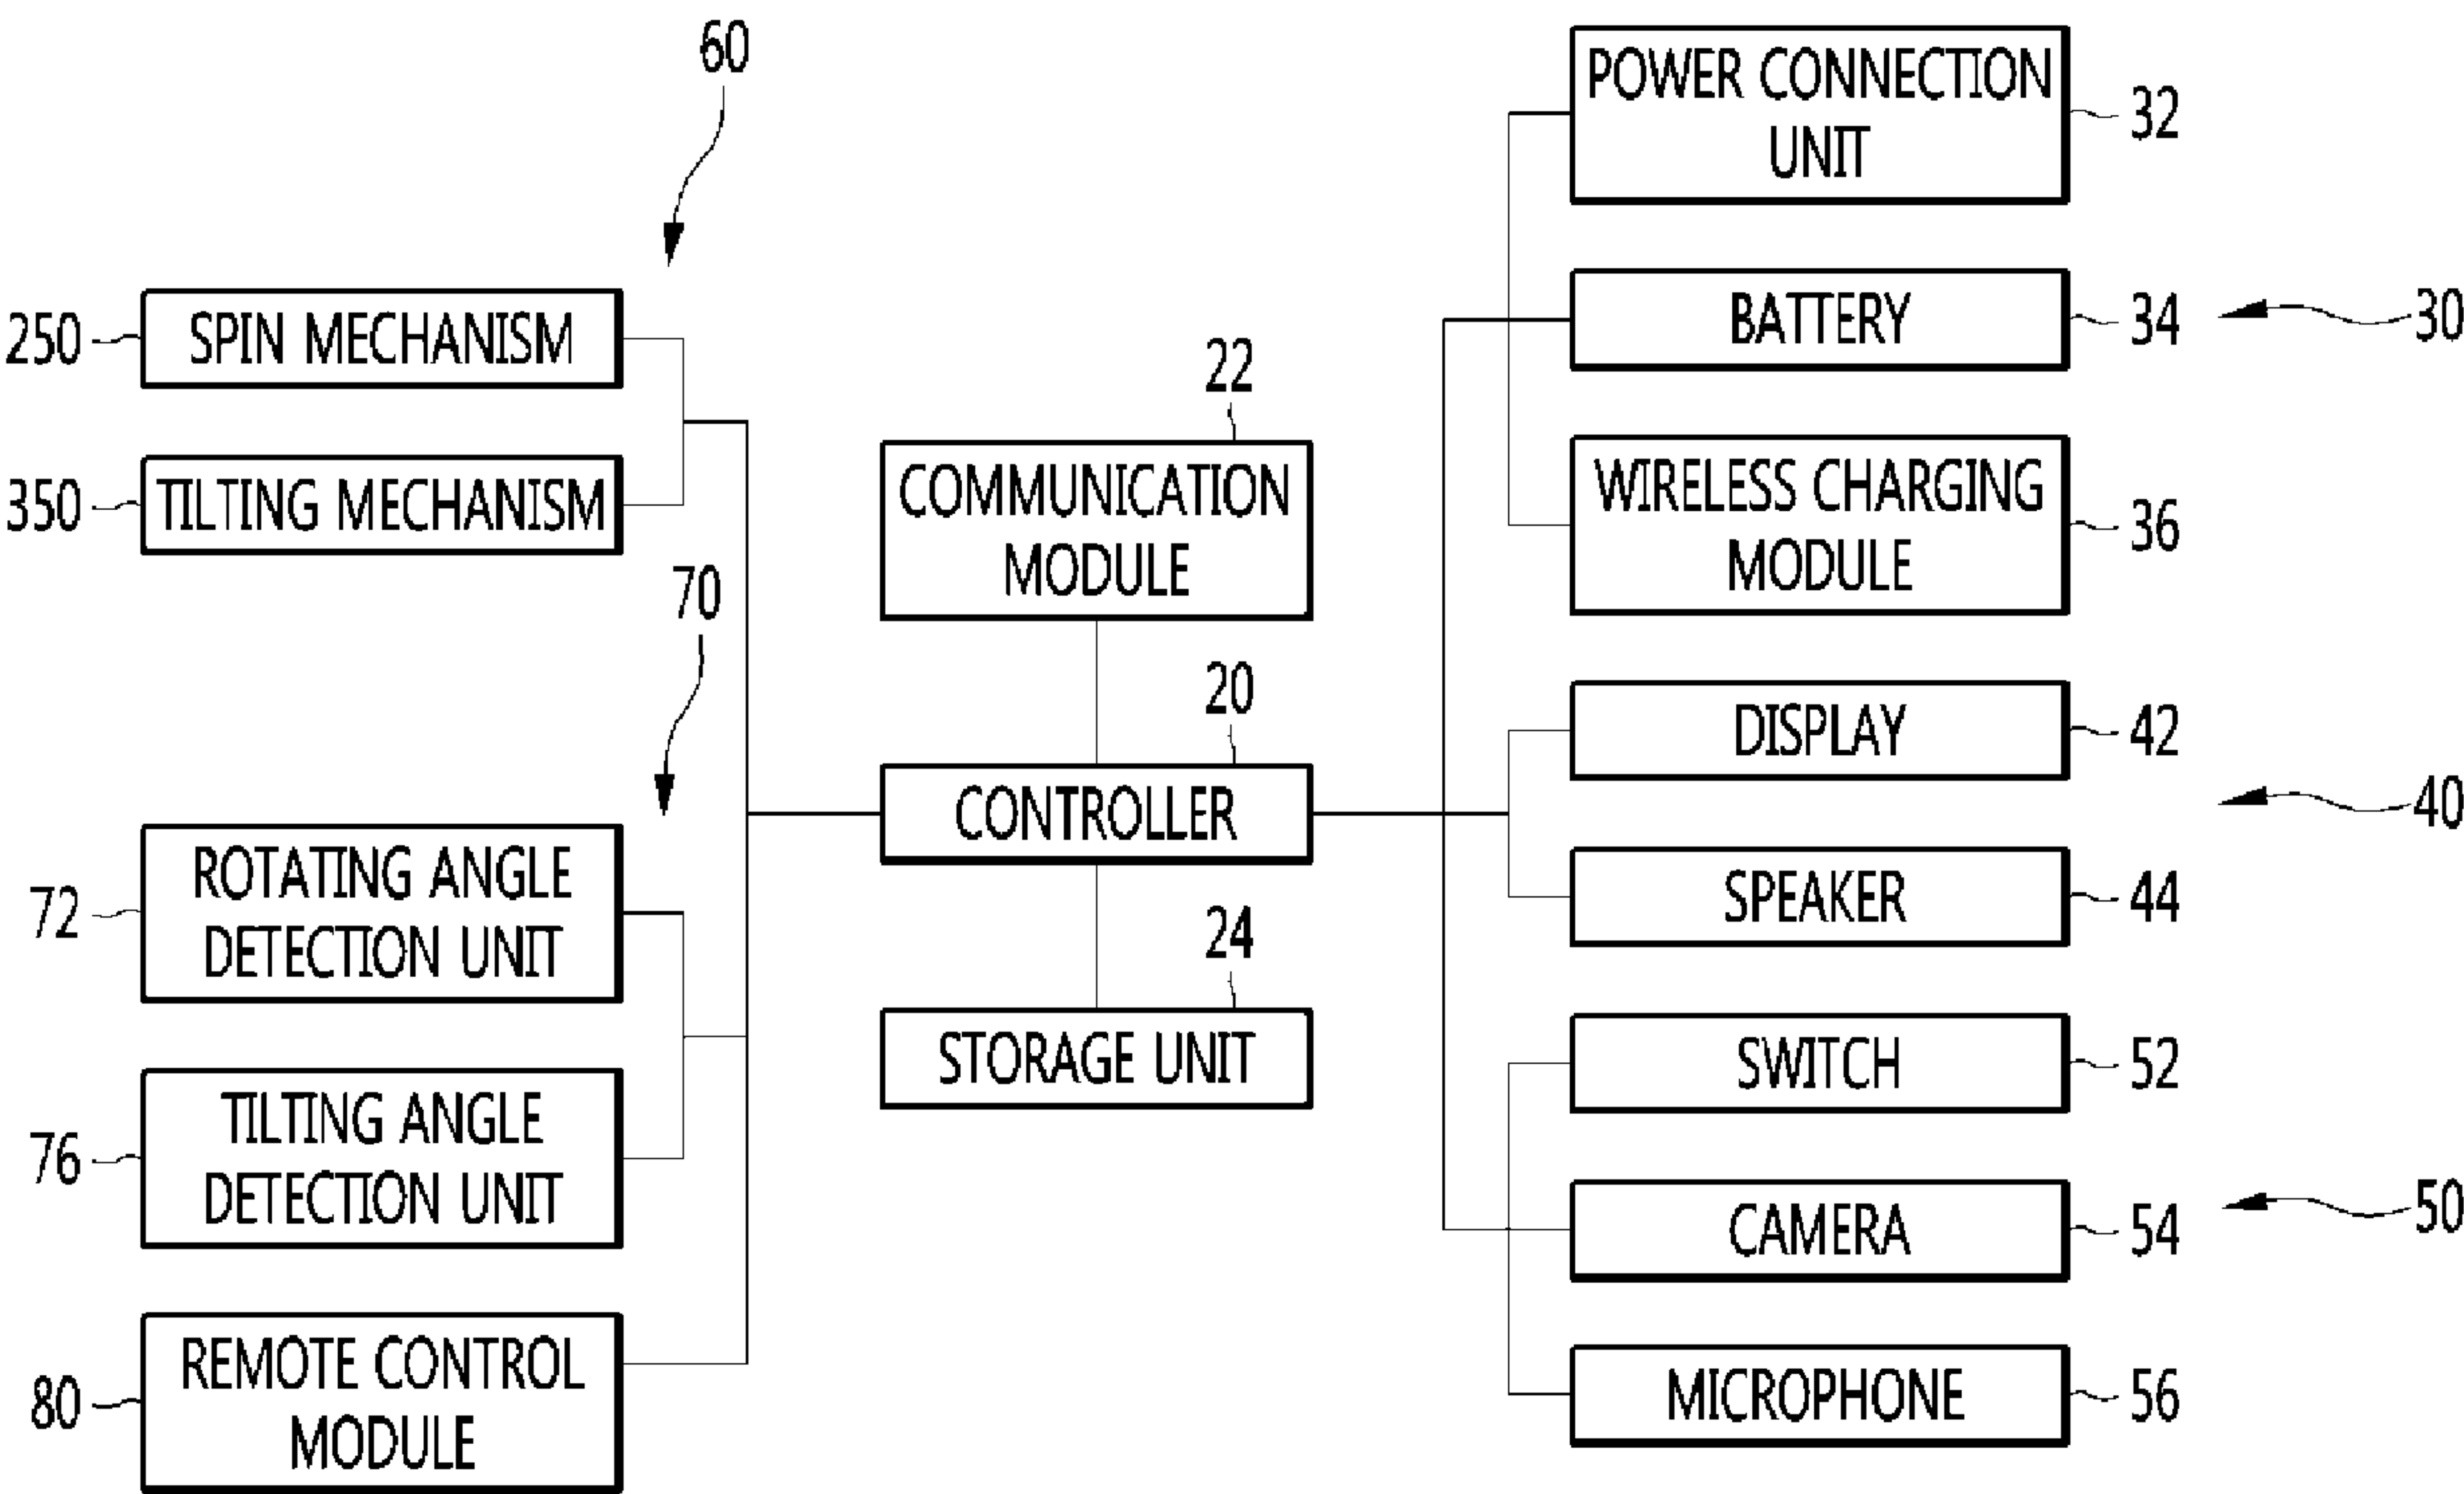 60
250
SPIN MECHANISM
350
TILTING MECHANISM
70
72
ROTATING ANGLE
DETECTION UNIT
76
TILTING ANGLE
DETECTION UNIT
80
REMOTE CONTROL
MODULE
22
COMMUNICATION
MODULE
20
CONTROLLER
24
STORAGE UNIT
POWER CONNECTION
UNIT
32
BATTERY
34
30
WIRELESS CHARGING
MODULE
36
DISPLAY
42
40
SPEAKER
44
SWITCH
52
CAMERA
54
50
MICROPHONE
56